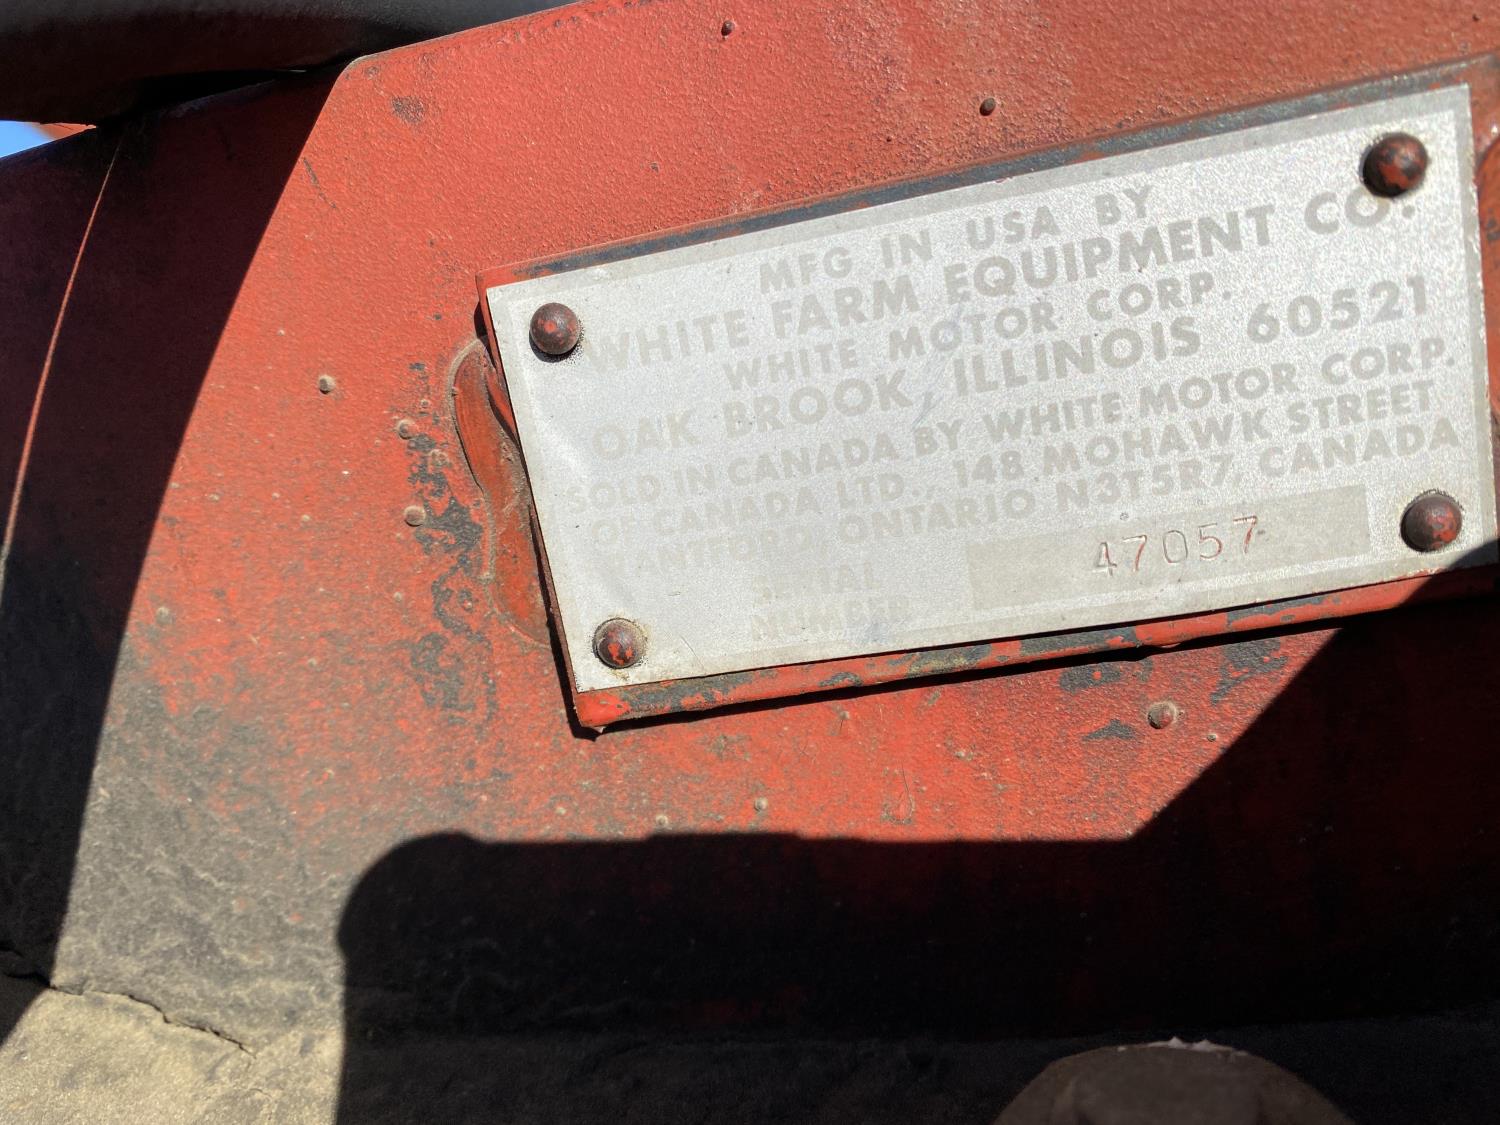 MFG IN USA BY
WHITE FARM EQUIPMENT CO.
WHITE MOTOR CORP.
OAK BROOK, ILLINOIS 60521
SOLD IN CANADA BY WHITE MOTOR CORP.
OF CANADA LTD., 148 MOHAWK STREET
BRANTFORD, ONTARIO N3T5R7, CANADA
SERIAL
NUMBER 47057